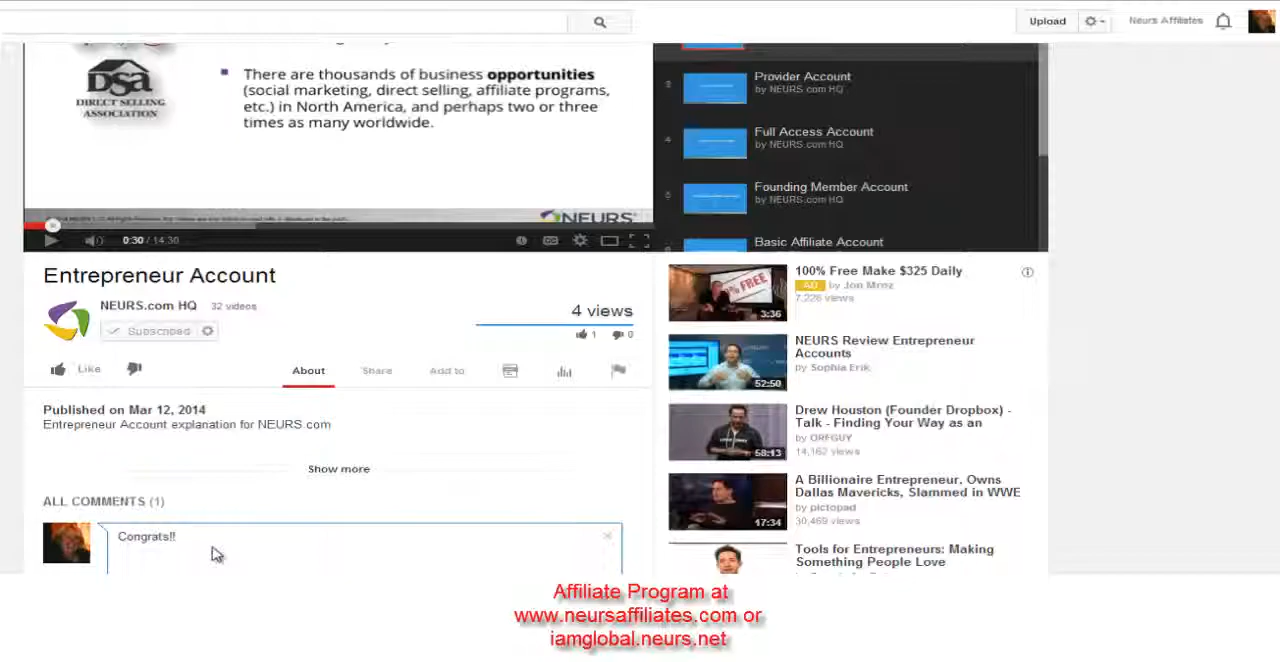 Upload
Neurs Affiliates
DSA
DIRECT SELLING
ASSOCIATION
There are thousands of business opportunities
(social marketing, direct selling, affiliate programs,
etc.) in North America, and perhaps two or three
times as many worldwide.
NEURS
0:30 / 14:30
3
Provider Account
by NEURS.com HQ
4
Full Access Account
by NEURS.com HQ
5
Founding Member Account
by NEURS.com HQ
Basic Affiliate Account
Entrepreneur Account
NEURS.com HQ 32 videos
Subscribed
4 views
1 0
Like
About
Share
Add to
Published on Mar 12, 2014
Entrepreneur Account explanation for NEURS.com
Show more
ALL COMMENTS (1)
Congrats!!
100% Free Make $325 Daily
AD by Jon Mroz
7,226 views
% FREE
3:36
NEURS Review Entrepreneur
Accounts
by Sophia Erik
52:50
Drew Houston (Founder Dropbox) -
Talk - Finding Your Way as an
by ORFGUY
14,162 views
58:13
A Billionaire Entrepreneur, Owns
Dallas Mavericks, Slammed in WWE
by pictopad
30,469 views
17:34
Tools for Entrepreneurs: Making
Something People Love
Affiliate Program at
www.neursaffiliates.com or
iamglobal.neurs.net